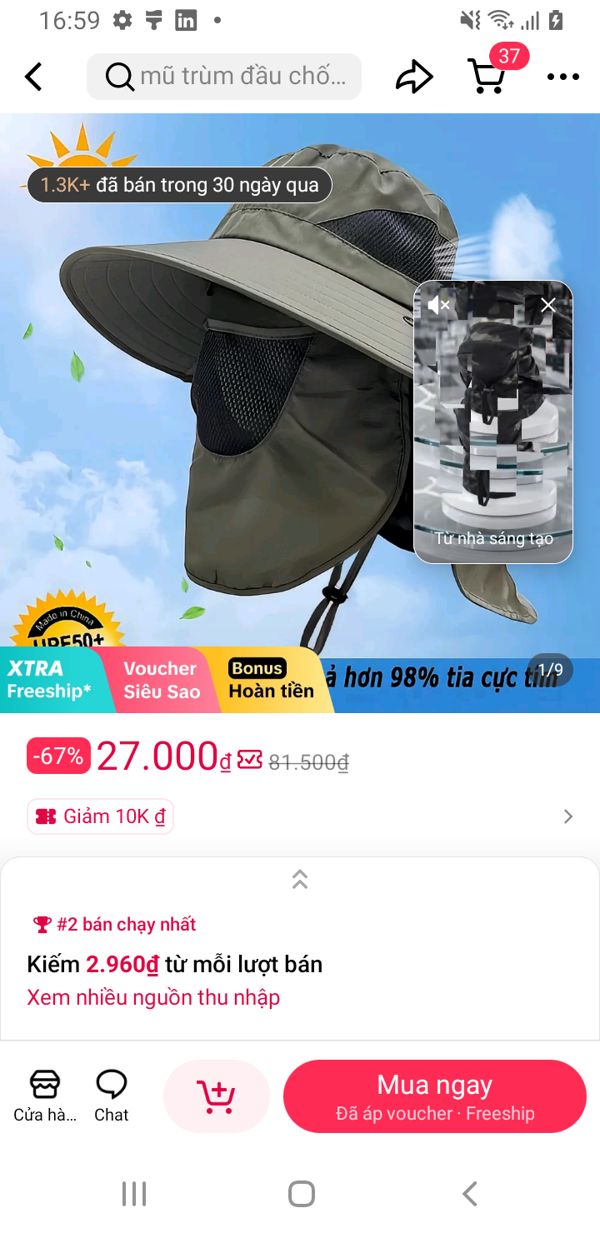 16:59
mũ trùm đầu chố...
37
1.3K+ đã bán trong 30 ngày qua
Từ nhà sáng tạo
Made in China
UPF50+
XTRA
Freeship*
Voucher
Siêu Sao
Bonus
Hoàn tiền
hơn 98% tia cực tím
1/9
-67% 27.000đ 81.500đ
Giảm 10K đ
#2 bán chạy nhất
Kiếm 2.960đ từ mỗi lượt bán
Xem nhiều nguồn thu nhập
Cửa hà...
Chat
Mua ngay
Đã áp voucher · Freeship